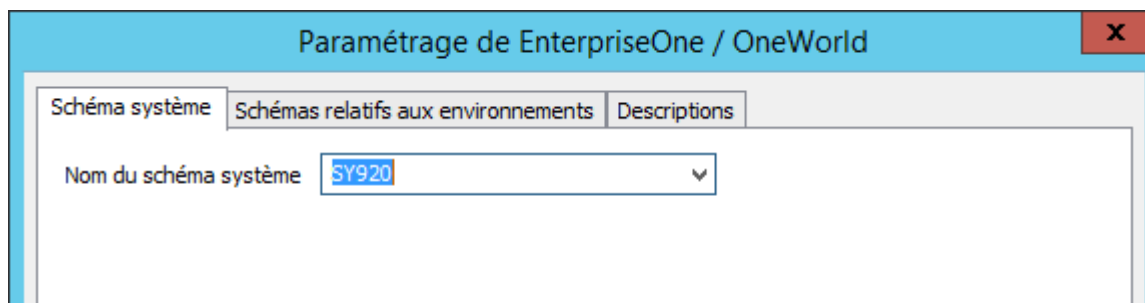 Paramétrage de EnterpriseOne / OneWorld
x
Schéma système Schémas relatifs aux environnements Descriptions
Nom du schéma système SY920